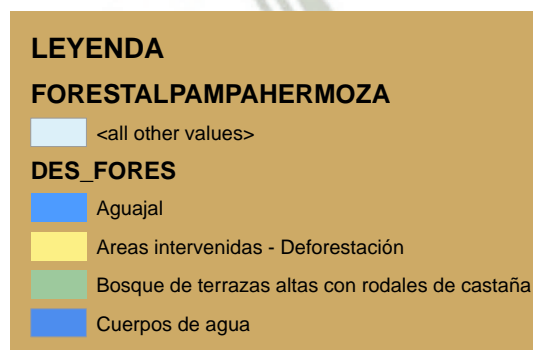 LEYENDA
FORESTALPAMPAHERMOZA
<all other values>
DES_FORES
Aguajal
Areas intervenidas - Deforestación
Bosque de terrazas altas con rodales de castaña
Cuerpos de agua